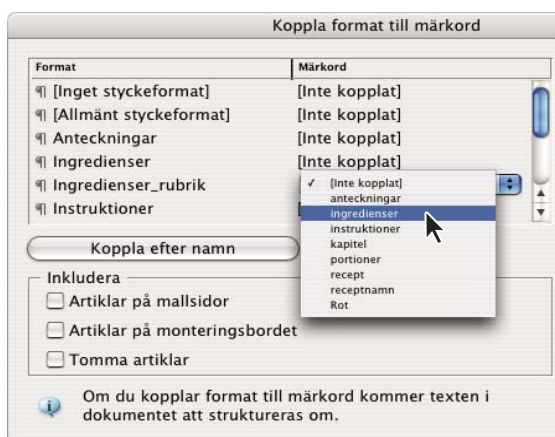 Koppla format till märkord
Format Märkord
¶ [Inget styckeformat] [Inte kopplat]
¶ [Allmänt styckeformat] [Inte kopplat]
¶ Anteckningar [Inte kopplat]
¶ Ingredienser [Inte kopplat]
¶ Ingredienser_rubrik ✓ [Inte kopplat]
anteckningar
¶ Instruktioner ingredienser
instruktioner
kapitel
portioner
recept
receptnamn
Rot
Koppla efter namn
Inkludera
Artiklar på mallsidor
Artiklar på monteringsbordet
Tomma artiklar
Om du kopplar format till märkord kommer texten i
dokumentet att struktureras om.